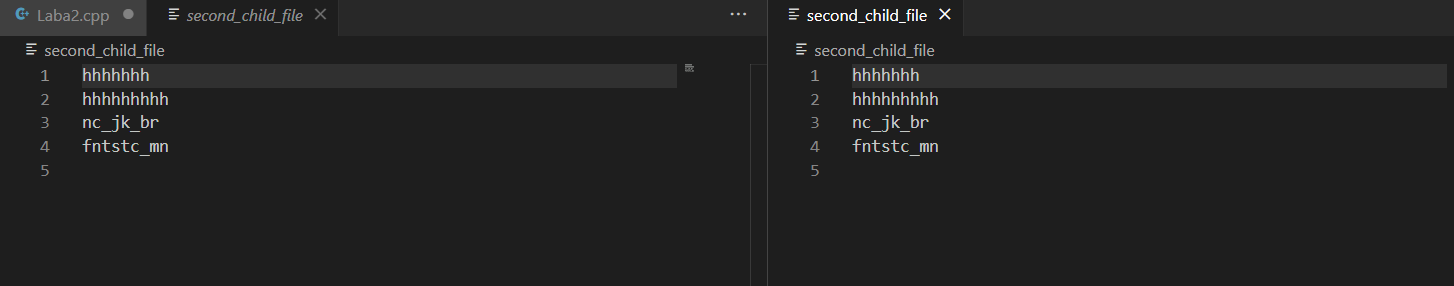 Laba2.cpp
second_child_file
second_child_file
1 hhhhhhh
2 hhhhhhhhh
3 nc_jk_br
4 fntstc_mn
5
second_child_file
second_child_file
1 hhhhhhh
2 hhhhhhhhh
3 nc_jk_br
4 fntstc_mn
5